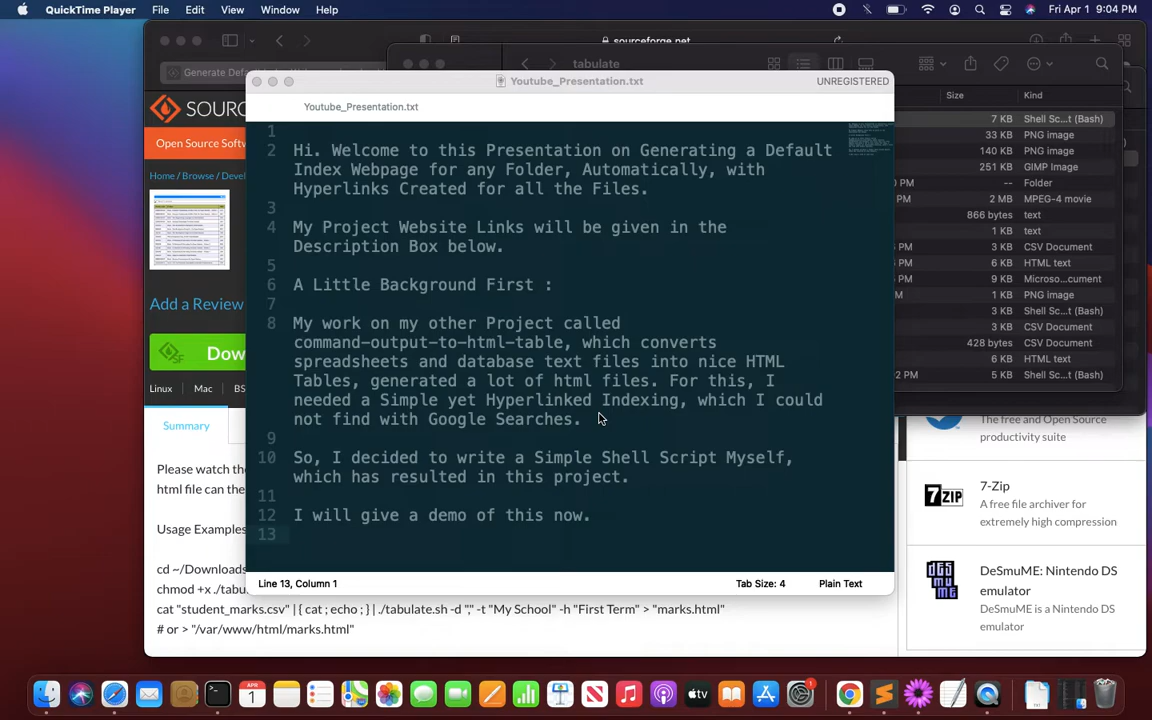 QuickTime Player File Edit View Window Help
Fri Apr 1 9:04 PM
sourceforge.net
tabulate
Youtube_Presentation.txt
UNREGISTERED
Youtube_Presentation.txt
1
2 Hi. Welcome to this Presentation on Generating a Default
Index Webpage for any Folder, Automatically, with
Hyperlinks Created for all the Files.
3
4 My Project Website Links will be given in the
Description Box below.
5
6 A Little Background First :
7
8 My work on my other Project called
command-output-to-html-table, which converts
spreadsheets and database text files into nice HTML
Tables, generated a lot of html files. For this, I
needed a Simple yet Hyperlinked Indexing, which I could
not find with Google Searches.
9
10 So, I decided to write a Simple Shell Script Myself,
which has resulted in this project.
11
12 I will give a demo of this now.
13
Line 13, Column 1
Tab Size: 4
Plain Text
Size Kind
7 KB Shell Sc...t (Bash)
33 KB PNG image
140 KB PNG image
251 KB GIMP Image
PM -- Folder
PM 2 MB MPEG-4 movie
866 bytes text
1 KB text
PM 3 KB CSV Document
PM 6 KB HTML text
PM 9 KB Microso...cument
M 1 KB PNG image
3 KB Shell Sc...t (Bash)
3 KB CSV Document
428 bytes CSV Document
6 KB HTML text
2 PM 5 KB Shell Sc...t (Bash)
SOURC
Open Source Softw
Home / Browse / Devel
Add a Review
Dow
Linux Mac BS
Summary
Please watch th
html file can the
Usage Examples
cd ~/Downloads
chmod +x ./tabu
cat "student_marks.csv" | { cat ; echo ; } | ./tabulate.sh -d "," -t "My School" -h "First Term" > "marks.html"
# or > "/var/www/html/marks.html"
The free and Open Source
productivity suite
7-Zip
A free file archiver for
extremely high compression
DeSmuME: Nintendo DS
emulator
DeSmuME is a Nintendo DS
emulator